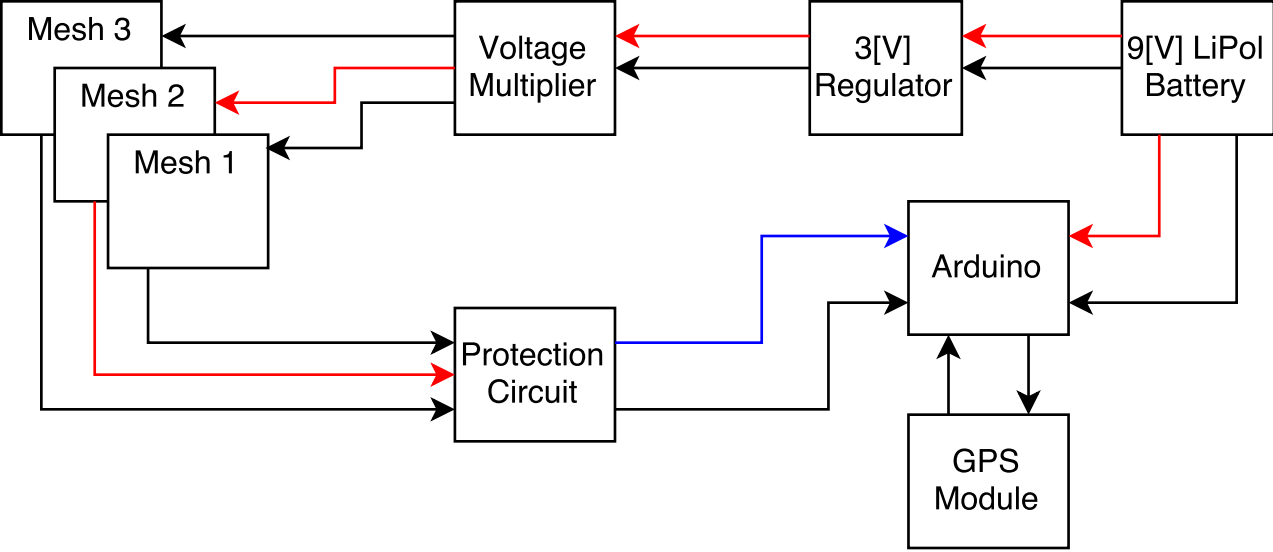 Mesh 3
Mesh 2
Mesh 1
Voltage
Multiplier
3[V]
Regulator
9[V] LiPol
Battery
Arduino
Protection
Circuit
GPS
Module